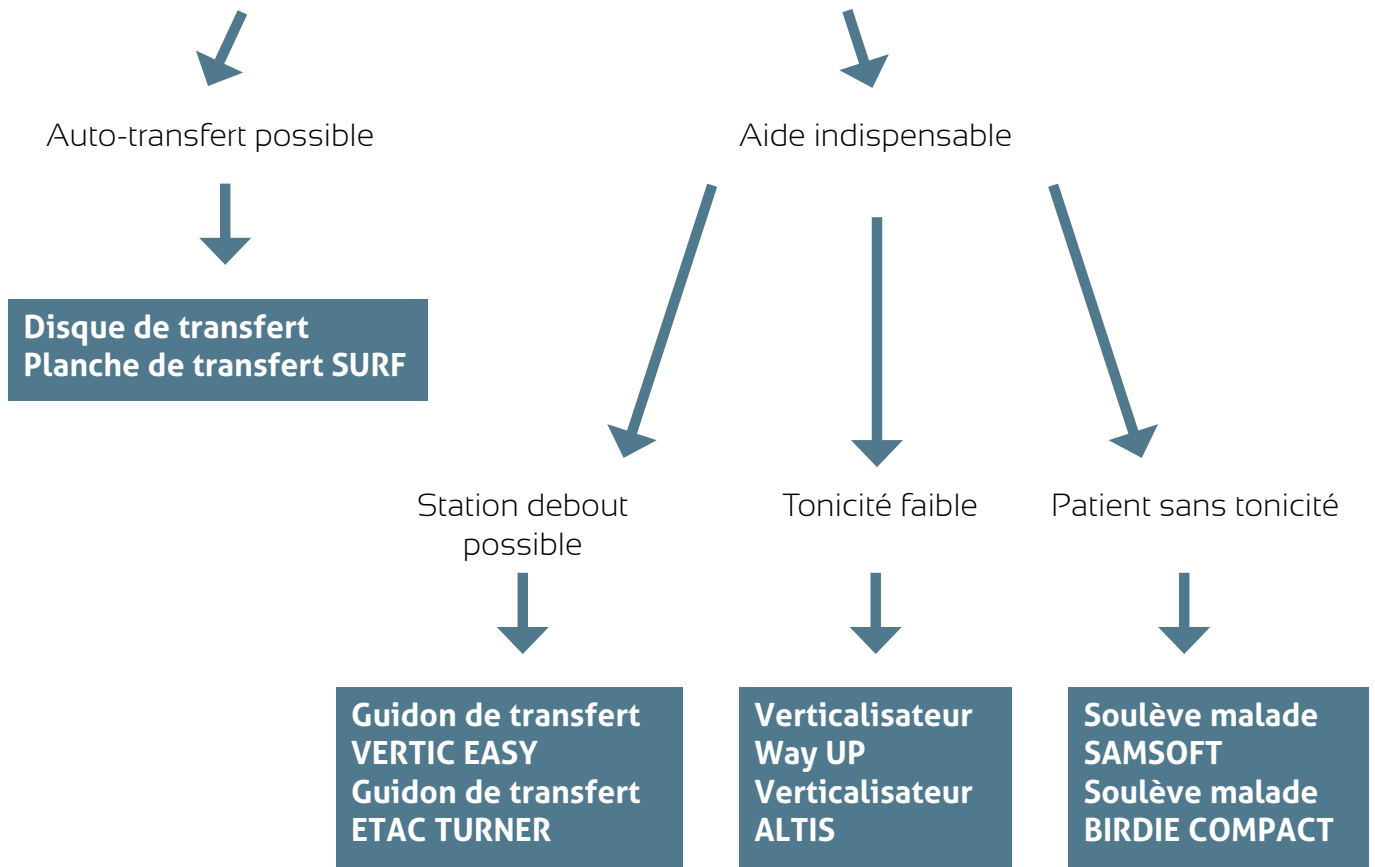 Auto-transfert possible
Aide indispensable
Disque de transfert
Planche de transfert SURF
Station debout
possible
Tonicité faible
Patient sans tonicité
Guidon de transfert
VERTIC EASY
Guidon de transfert
ETAC TURNER
Verticalisateur
Way UP
Verticalisateur
ALTIS
Soulève malade
SAMSOFT
Soulève malade
BIRDIE COMPACT